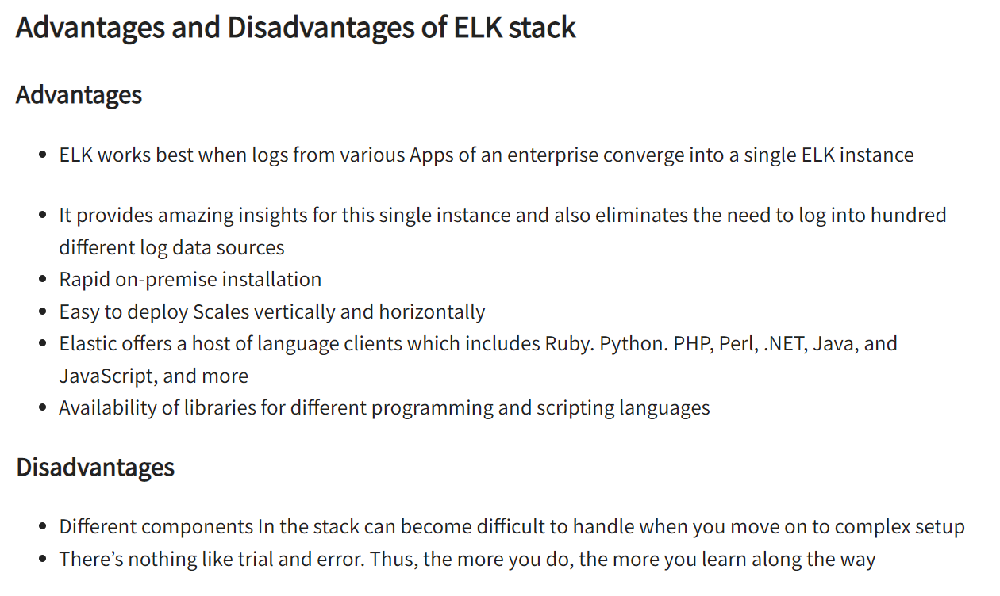 Advantages and Disadvantages of ELK stack
Advantages
ELK works best when logs from various Apps of an enterprise converge into a single ELK instance
It provides amazing insights for this single instance and also eliminates the need to log into hundred
different log data sources
Rapid on-premise installation
Easy to deploy Scales vertically and horizontally
Elastic offers a host of language clients which includes Ruby. Python. PHP, Perl, .NET, Java, and
JavaScript, and more
Availability of libraries for different programming and scripting languages
Disadvantages
Different components In the stack can become difficult to handle when you move on to complex setup
There’s nothing like trial and error. Thus, the more you do, the more you learn along the way